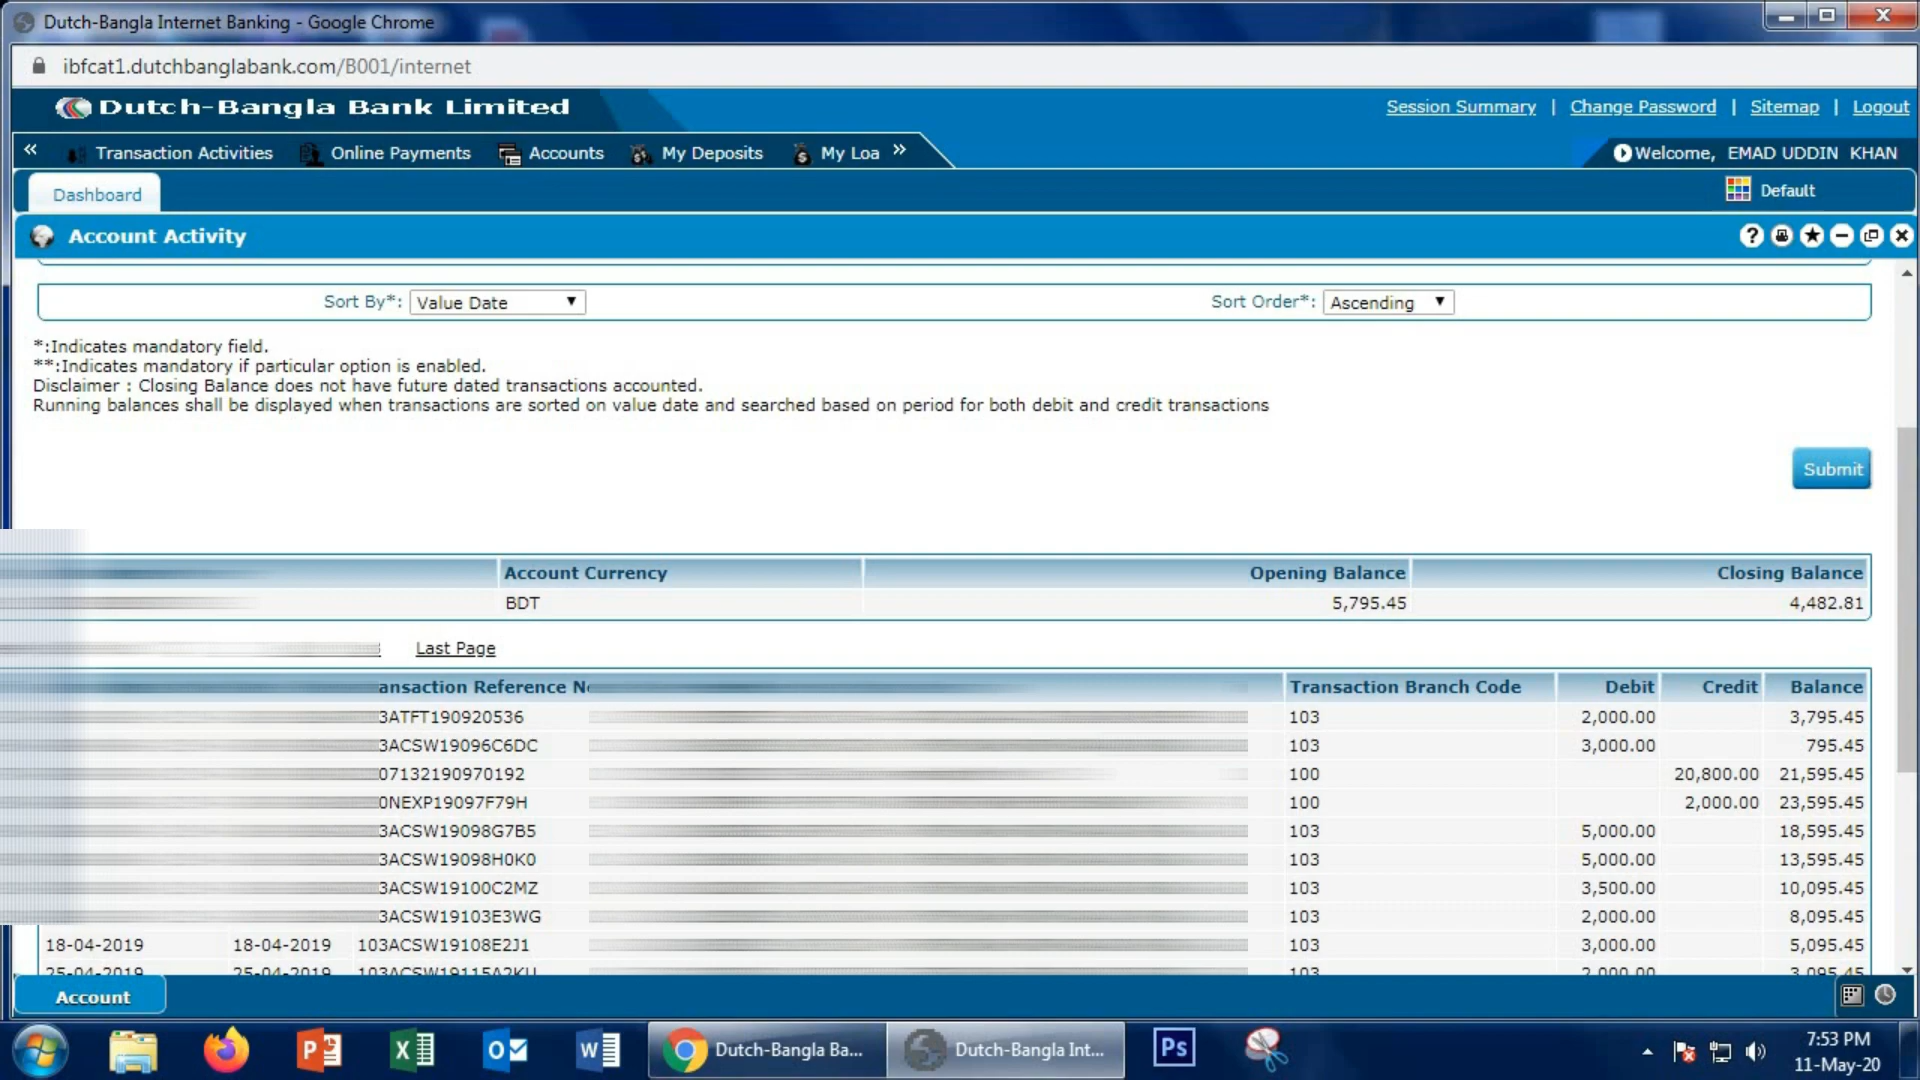 Dutch-Bangla Internet Banking - Google Chrome
ibfcat1.dutchbanglabank.com/B001/internet
Dutch-Bangla Bank Limited
Session Summary | Change Password | Sitemap | Logout
« Transaction Activities Online Payments Accounts My Deposits My Loa »
Welcome, EMAD UDDIN KHAN
Dashboard
Default
Account Activity
Sort By*: Value Date Sort Order*: Ascending
*:Indicates mandatory field.
**:Indicates mandatory if particular option is enabled.
Disclaimer : Closing Balance does not have future dated transactions accounted.
Running balances shall be displayed when transactions are sorted on value date and searched based on period for both debit and credit transactions
Submit
Account Currency Opening Balance Closing Balance
BDT 5,795.45 4,482.81
Last Page
ansaction Reference N Transaction Branch Code Debit Credit Balance
3ATFT190920536 103 2,000.00 3,795.45
3ACSW19096C6DC 103 3,000.00 795.45
07132190970192 100 20,800.00 21,595.45
0NEXP19097F79H 100 2,000.00 23,595.45
3ACSW19098G7B5 103 5,000.00 18,595.45
3ACSW19098H0K0 103 5,000.00 13,595.45
3ACSW19100C2MZ 103 3,500.00 10,095.45
3ACSW19103E3WG 103 2,000.00 8,095.45
18-04-2019 18-04-2019 103ACSW19108E2J1 103 3,000.00 5,095.45
25-04-2019 25-04-2019 103ACSW19115A2KU 103 2,000.00 3,095.45
Account
Dutch-Bangla Ba...
Dutch-Bangla Int...
Ps
7:53 PM
11-May-20